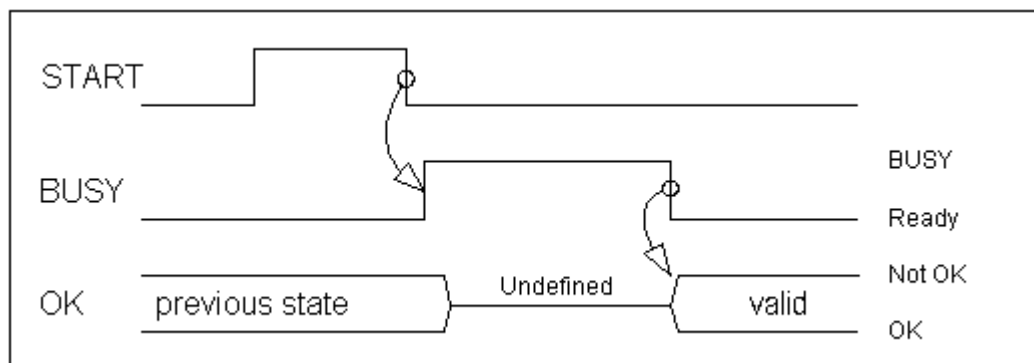 START
BUSY
BUSY
Ready
OK
previous state
Undefined
valid
Not OK
OK